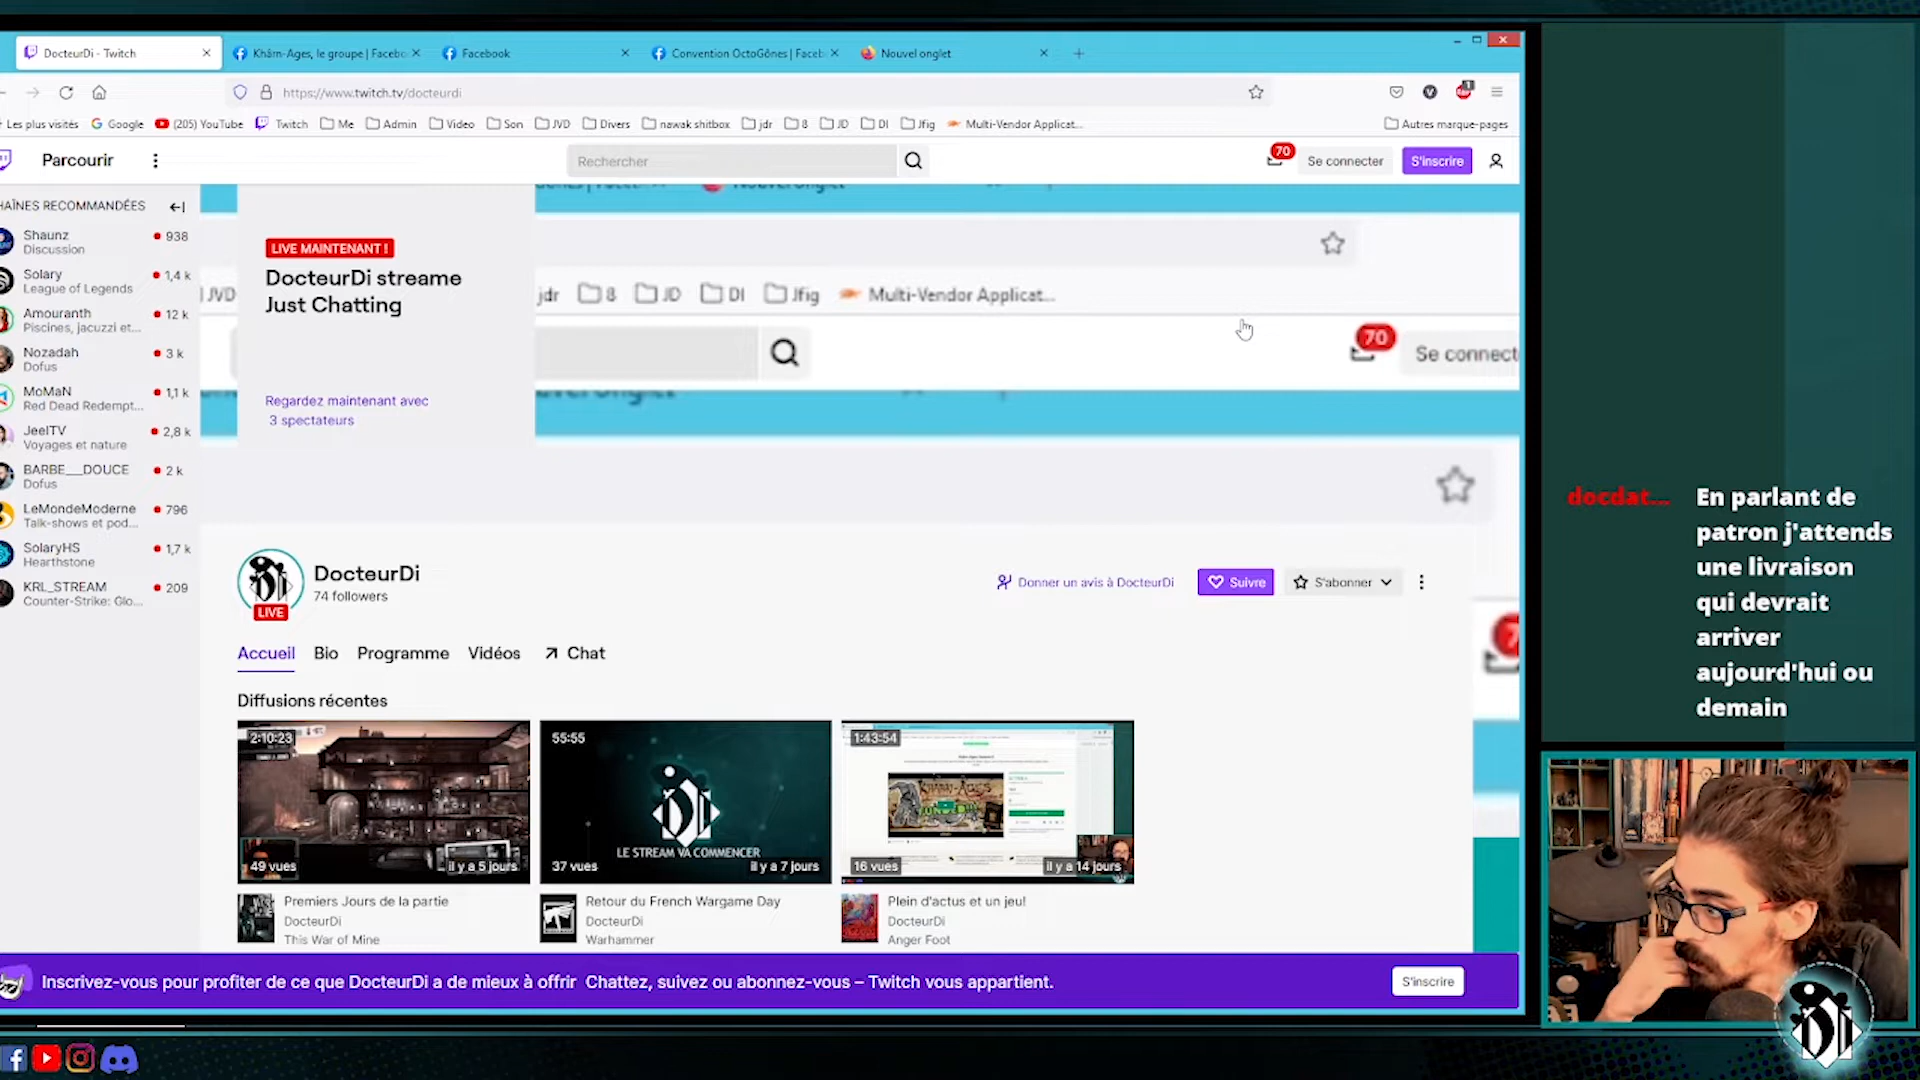 DocteurDi - Twitch
Khârn-Ages, le groupe | Facebo
Facebook
Convention OctoGônes | Faceb
Nouvel onglet
https://www.twitch.tv/docteurdi
Les plus visités
Google
(205) YouTube
Twitch
Me
Admin
Video
Son
JVD
Divers
nawak shitbox
jdr
8
JD
DI
Jfig
Multi-Vendor Applicat...
Autres marque-pages
Parcourir
Rechercher
70
Se connecter
S'inscrire
HAÎNES RECOMMANDÉES
Shaunz
938
Discussion
Solary
1,4 k
League of Legends
Amouranth
12 k
Piscines, jacuzzi et...
Nozadah
3 k
Dofus
MoMaN
1,1 k
Red Dead Redempt...
JeelTV
2,8 k
Voyages et nature
BARBE___DOUCE
2 k
Dofus
LeMondeModerne
796
Talk-shows et pod...
SolaryHS
1,7 k
Hearthstone
KRL_STREAM
209
Counter-Strike: Glo...
LIVE MAINTENANT !
DocteurDi streame
Just Chatting
Regardez maintenant avec
3 spectateurs
JVD
jdr
8
JD
DI
Jfig
Multi-Vendor Applicat...
70
Se connect
DocteurDi
74 followers
LIVE
Donner un avis à DocteurDi
Suivre
S'abonner
Accueil
Bio
Programme
Vidéos
Chat
Diffusions récentes
2:10:23
49 vues
il y a 5 jours
55:55
LE STREAM VA COMMENCER
37 vues
il y a 7 jours
1:43:54
16 vues
il y a 14 jours
Premiers Jours de la partie
DocteurDi
This War of Mine
Retour du French Wargame Day
DocteurDi
Warhammer
Plein d'actus et un jeu!
DocteurDi
Anger Foot
Inscrivez-vous pour profiter de ce que DocteurDi a de mieux à offrir Chattez, suivez ou abonnez-vous – Twitch vous appartient.
S'inscrire
docdat...
En parlant de
patron j'attends
une livraison
qui devrait
arriver
aujourd'hui ou
demain
DI